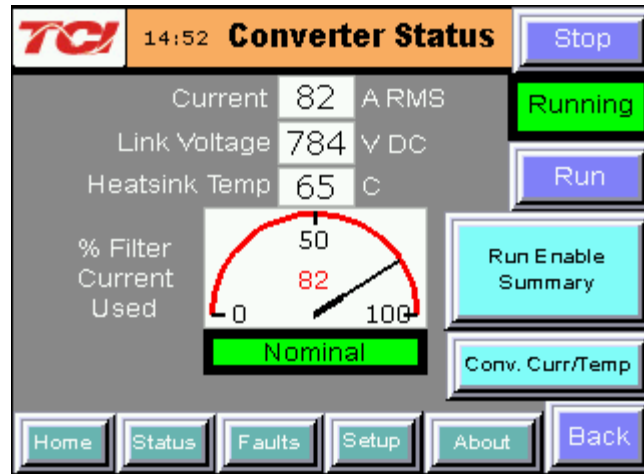 TCI 14:52 Converter Status Stop
Current 82 A RMS Running
Link Voltage 784 V DC
Heatsink Temp 65 C Run
% Filter
Current
Used
50
82
0 100
Nominal
Run Enable
Summary
Conv. Curr/Temp
Home Status Faults Setup About Back